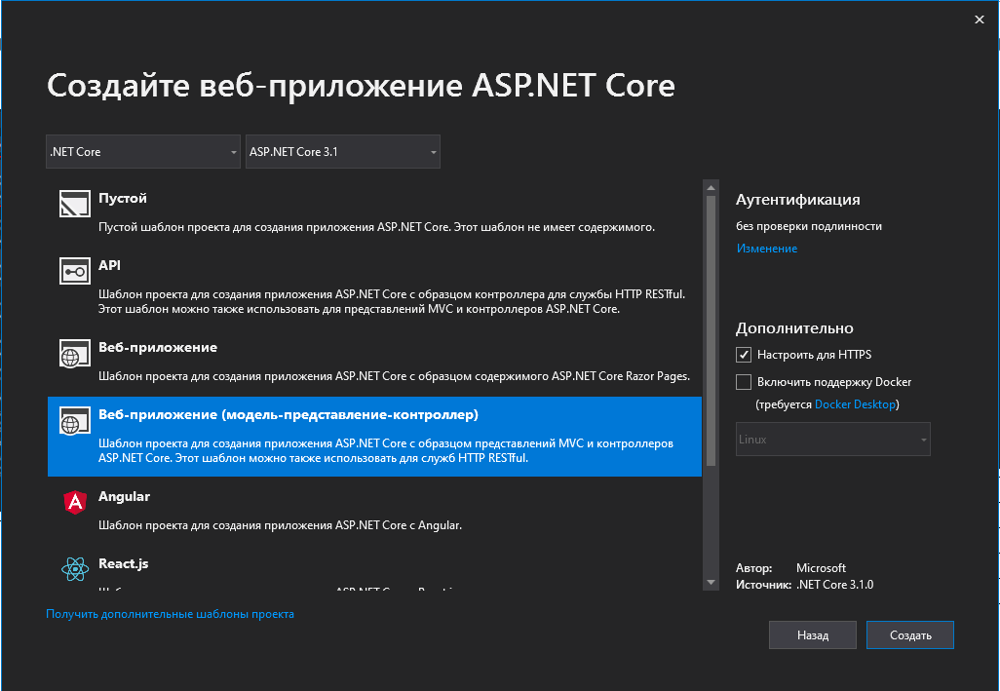 Создайте веб-приложение ASP.NET Core
.NET Core
ASP.NET Core 3.1
Пустой
Пустой шаблон проекта для создания приложения ASP.NET Core. Этот шаблон не имеет содержимого.
API
Шаблон проекта для создания приложения ASP.NET Core с образцом контроллера для службы HTTP RESTful.
Этот шаблон можно также использовать для представлений MVC и контроллеров ASP.NET Core.
Веб-приложение
Шаблон проекта для создания приложения ASP.NET Core с образцом содержимого ASP.NET Core Razor Pages.
Веб-приложение (модель-представление-контроллер)
Шаблон проекта для создания приложения ASP.NET Core с образцом представлений MVC и контроллеров
ASP.NET Core. Этот шаблон можно также использовать для служб HTTP RESTful.
Angular
Шаблон проекта для создания приложения ASP.NET Core с Angular.
React.js
Получить дополнительные шаблоны проекта
Аутентификация
без проверки подлинности
Изменение
Дополнительно
Настроить для HTTPS
Включить поддержку Docker
(требуется Docker Desktop)
Linux
Автор: Microsoft
Источник: .NET Core 3.1.0
Назад
Создать